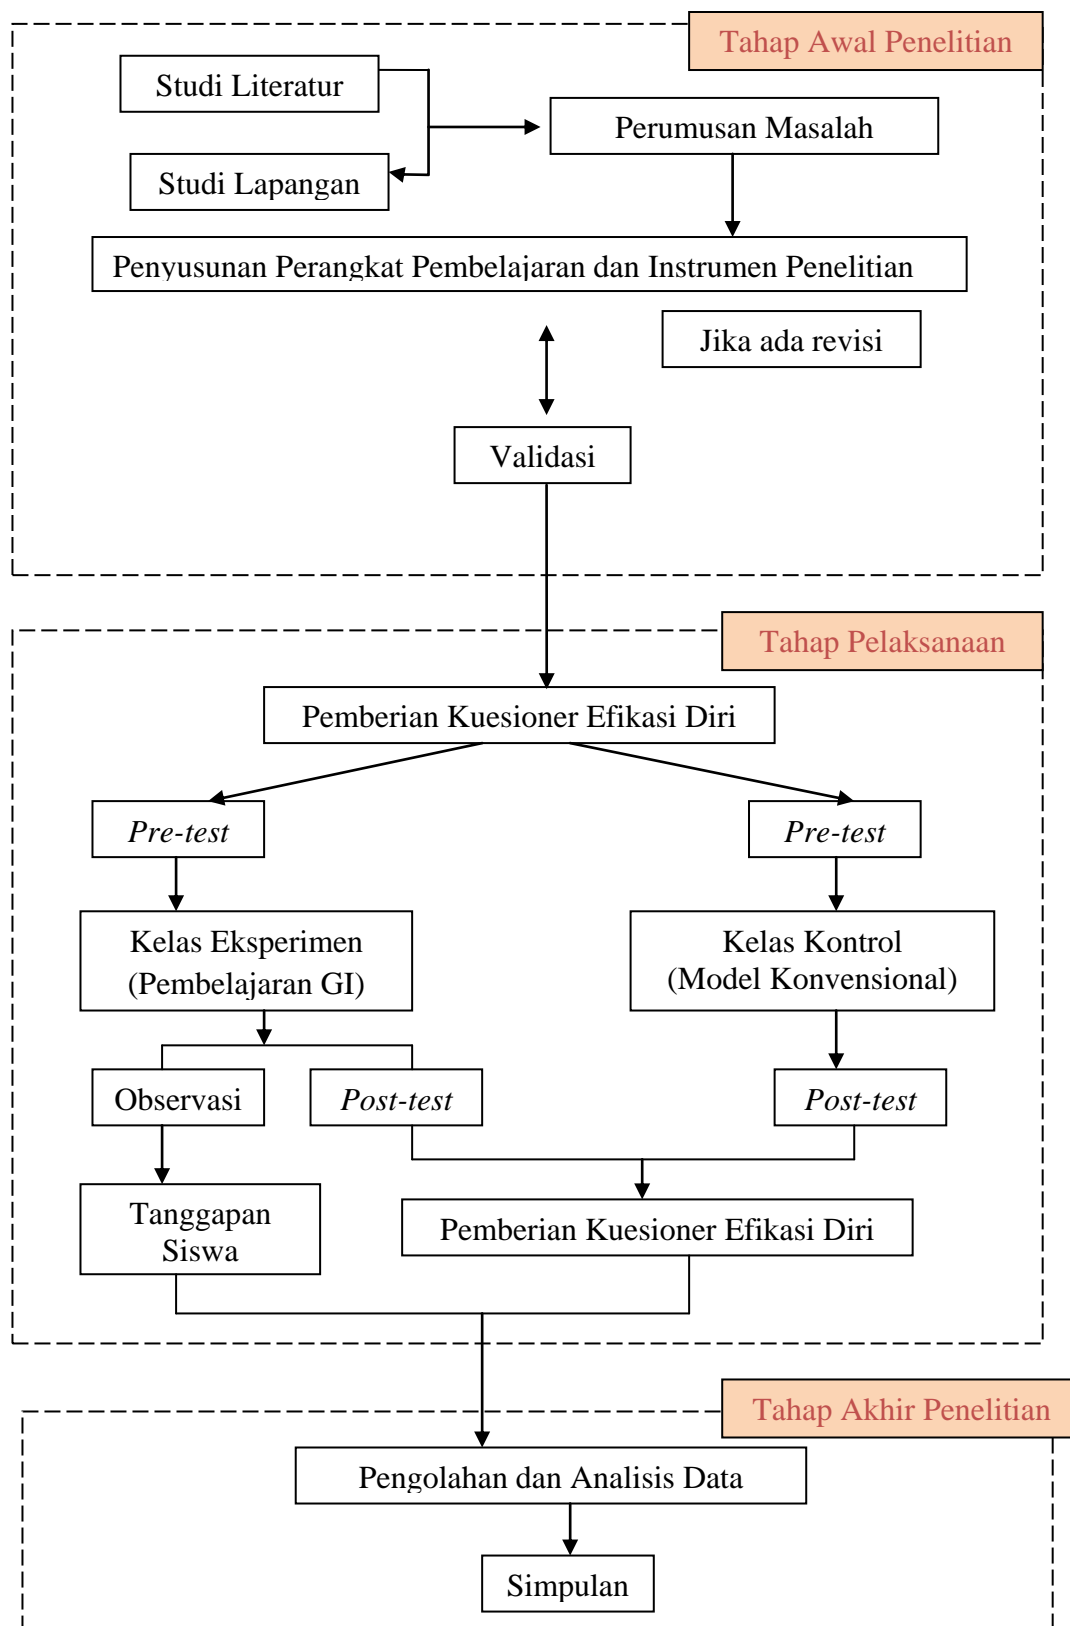 Tahap Awal Penelitian
Studi Literatur
Perumusan Masalah
Studi Lapangan
Penyusunan Perangkat Pembelajaran dan Instrumen Penelitian
Jika ada revisi
Validasi
Tahap Pelaksanaan
Pemberian Kuesioner Efikasi Diri
Pre-test
Pre-test
Kelas Eksperimen
(Pembelajaran GI)
Kelas Kontrol
(Model Konvensional)
Observasi
Post-test
Post-test
Tanggapan
Siswa
Pemberian Kuesioner Efikasi Diri
Tahap Akhir Penelitian
Pengolahan dan Analisis Data
Simpulan